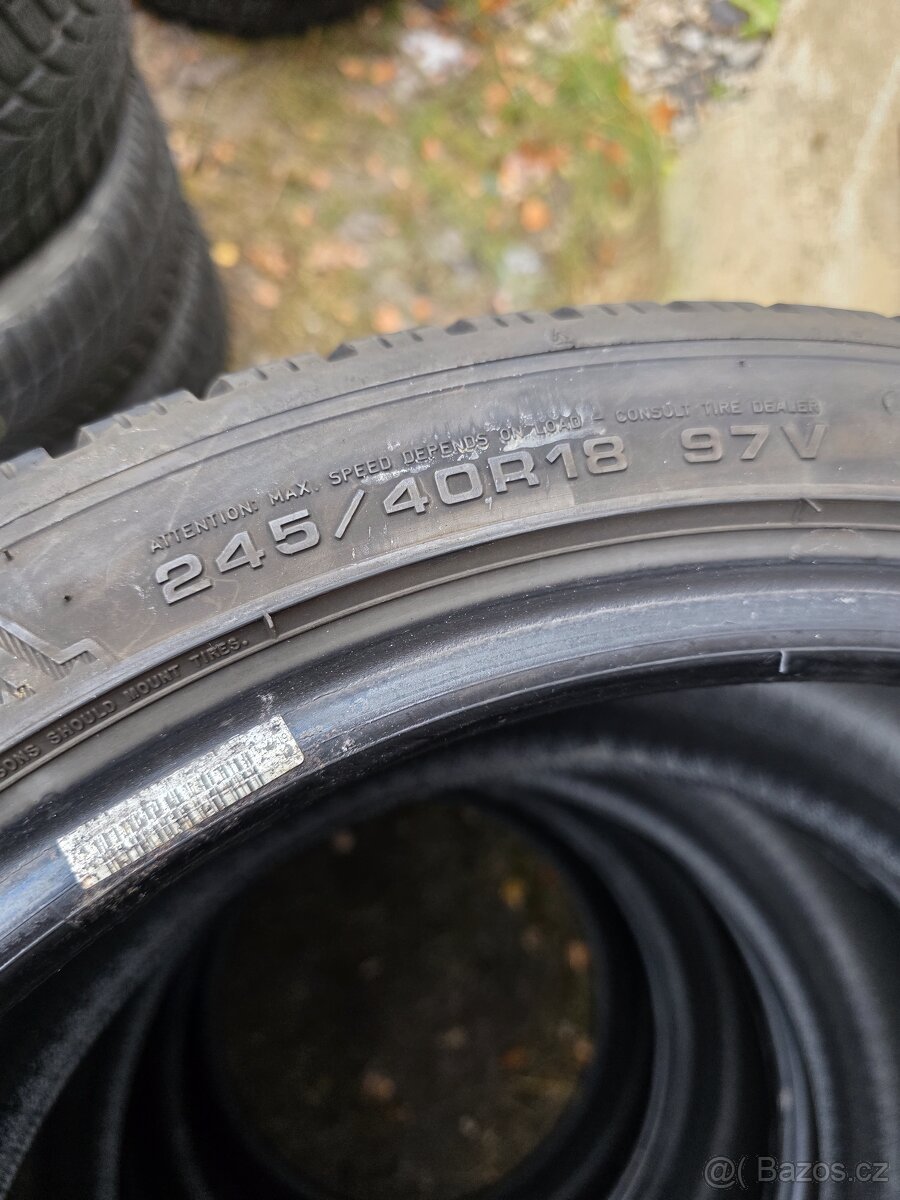 ATTENTION: MAX. SPEED DEPENDS ON LOAD - CONSULT TIRE DEALER
245/40R18 97V
SONS SHOULD MOUNT TIRES.
Bazos.cz